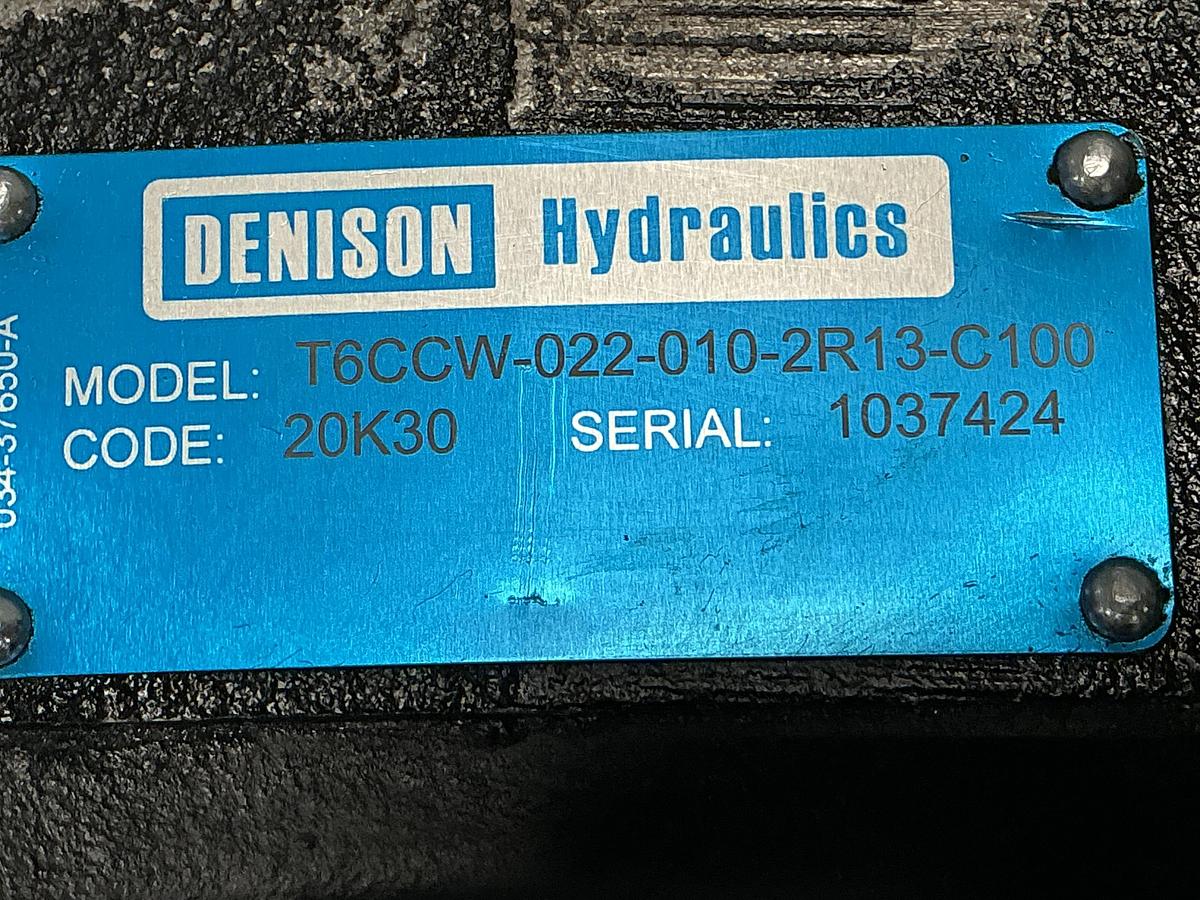 DENISON Hydraulics
MODEL: T6CCW-022-010-2R13-C100
CODE: 20K30 SERIAL: 1037424
034-37650-A